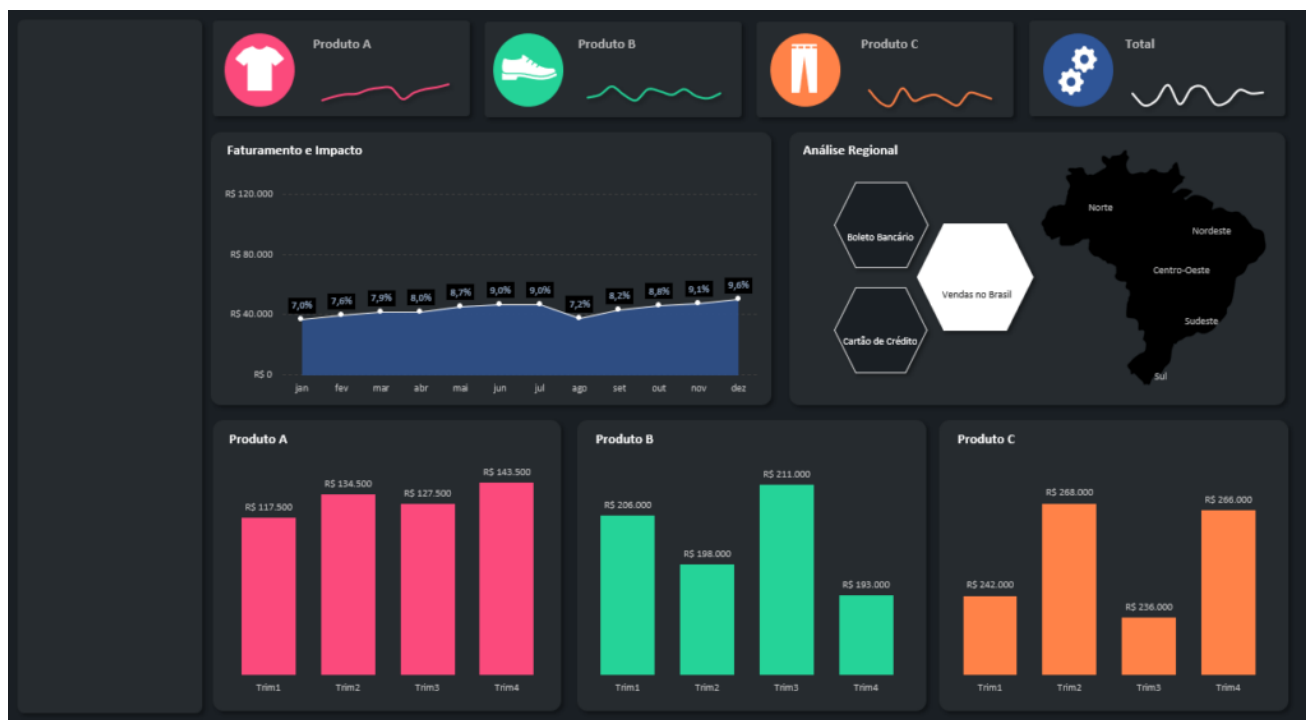 Produto A
Produto B
Produto C
Total
Faturamento e Impacto
R$ 120.000
R$ 80.000
R$ 40.000
R$ 0
7,0%
7,6%
7,9%
8,0%
8,7%
9,0%
9,0%
7,2%
8,2%
8,8%
9,1%
9,6%
jan
fev
mar
abr
mai
jun
jul
ago
set
out
nov
dez
Análise Regional
Boleto Bancário
Cartão de Crédito
Vendas no Brasil
Norte
Nordeste
Centro-Oeste
Sudeste
Sul
Produto A
R$ 117.500
R$ 134.500
R$ 127.500
R$ 143.500
Trim1
Trim2
Trim3
Trim4
Produto B
R$ 206.000
R$ 198.000
R$ 211.000
R$ 193.000
Trim1
Trim2
Trim3
Trim4
Produto C
R$ 242.000
R$ 268.000
R$ 236.000
R$ 266.000
Trim1
Trim2
Trim3
Trim4